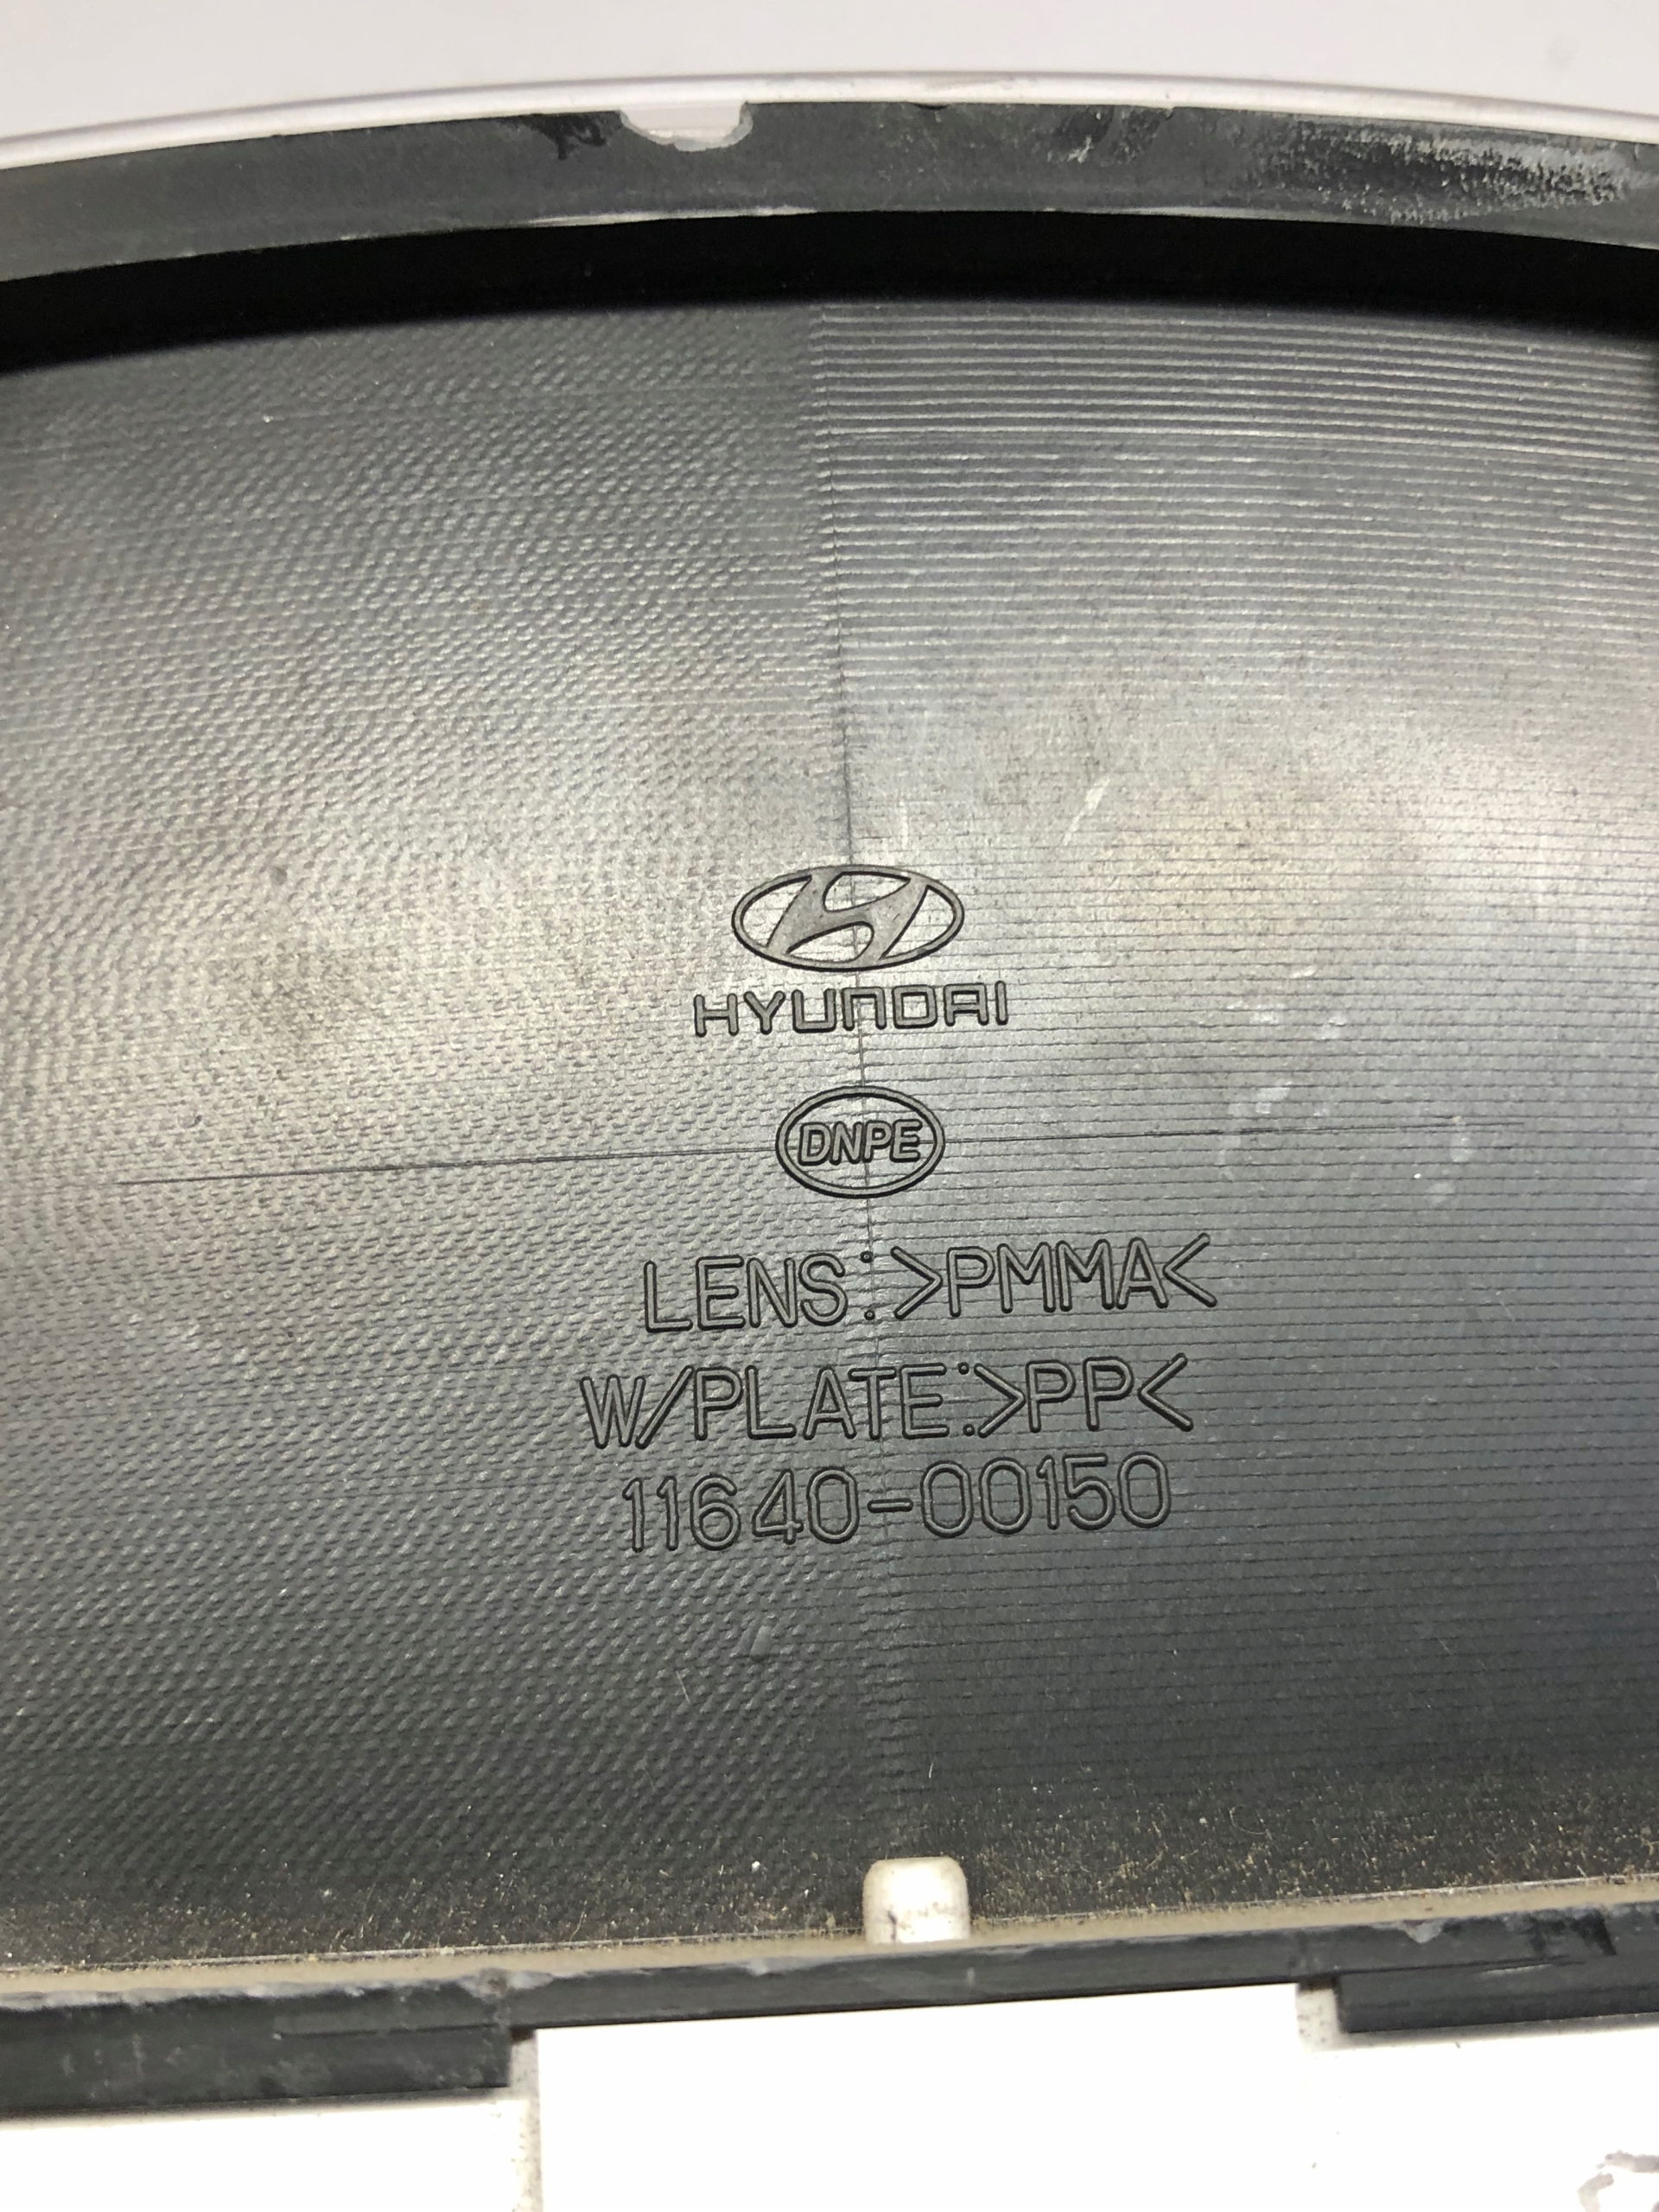 HYUNDAI
DNPE
LENS:>PMMA<
W/PLATE:>PP<
11640-00150